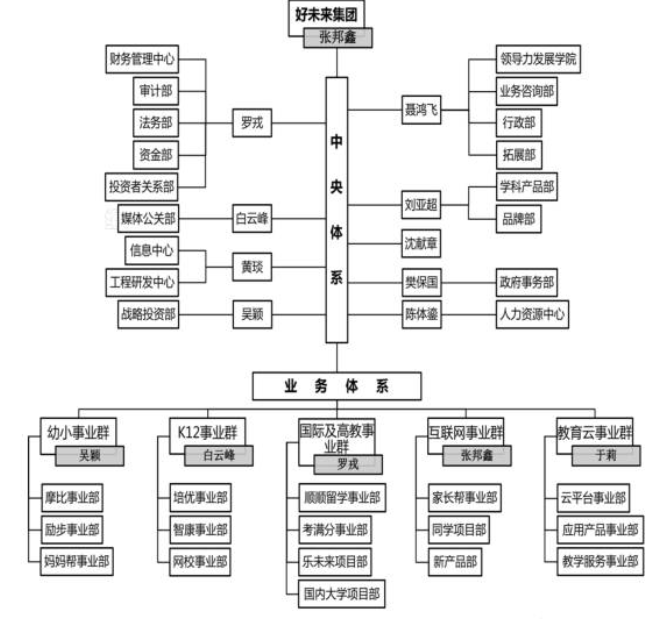 好未来集团
张邦鑫
中央体系
财务管理中心
审计部
法务部
资金部
投资者关系部
罗戎
媒体公关部
白云峰
信息中心
工程研发中心
黄琰
战略投资部
吴颖
聂鸿飞
领导力发展学院
业务咨询部
行政部
拓展部
刘亚超
学科产品部
品牌部
沈献章
樊保国
政府事务部
陈体鎏
人力资源中心
业务体系
幼小事业群
吴颖
摩比事业部
励步事业部
妈妈帮事业部
K12事业群
白云峰
培优事业部
智康事业部
网校事业部
国际及高教事
业群
罗戎
顺顺留学事业部
考满分事业部
乐未来项目部
国内大学项目部
互联网事业群
张邦鑫
家长帮事业部
同学项目部
新产品部
教育云事业群
于莉
云平台事业部
应用产品事业部
教学服务事业部